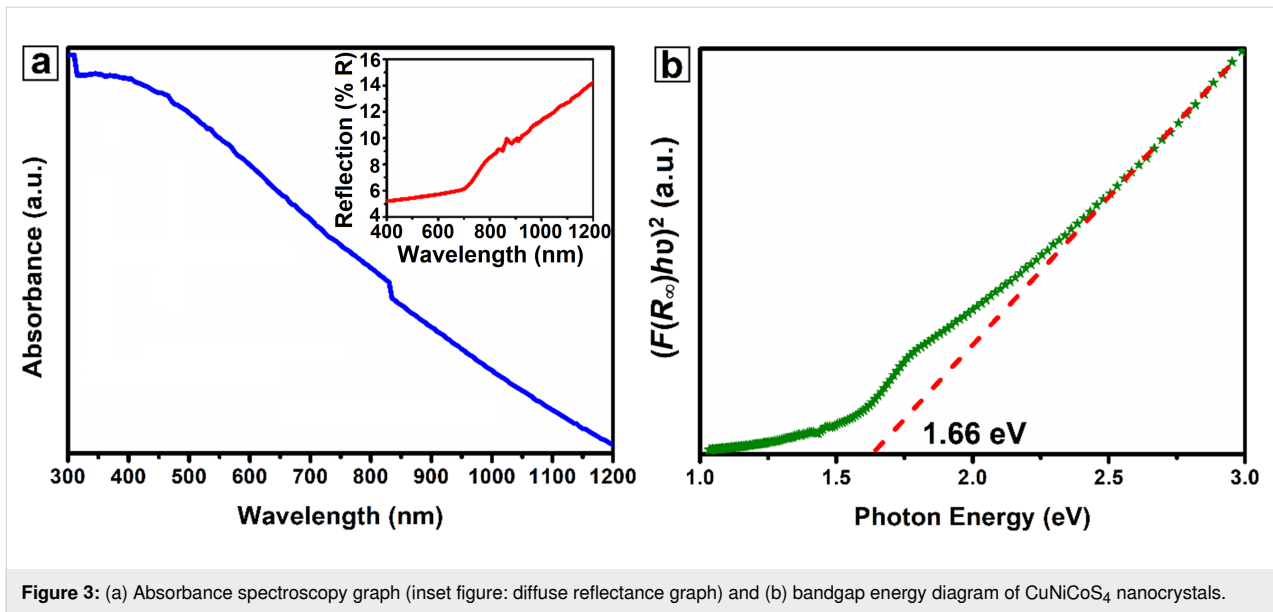 a
Absorbance (a.u.)
300 400 500 600 700 800 900 1000 1100 1200
Wavelength (nm)
Reflection (% R)
16
14
12
10
8
6
4
400 600 800 1000 1200
Wavelength (nm)
b
(F(R∞)hυ)² (a.u.)
1.66 eV
1.0 1.5 2.0 2.5 3.0
Photon Energy (eV)
Figure 3: (a) Absorbance spectroscopy graph (inset figure: diffuse reflectance graph) and (b) bandgap energy diagram of CuNiCoS₄ nanocrystals.